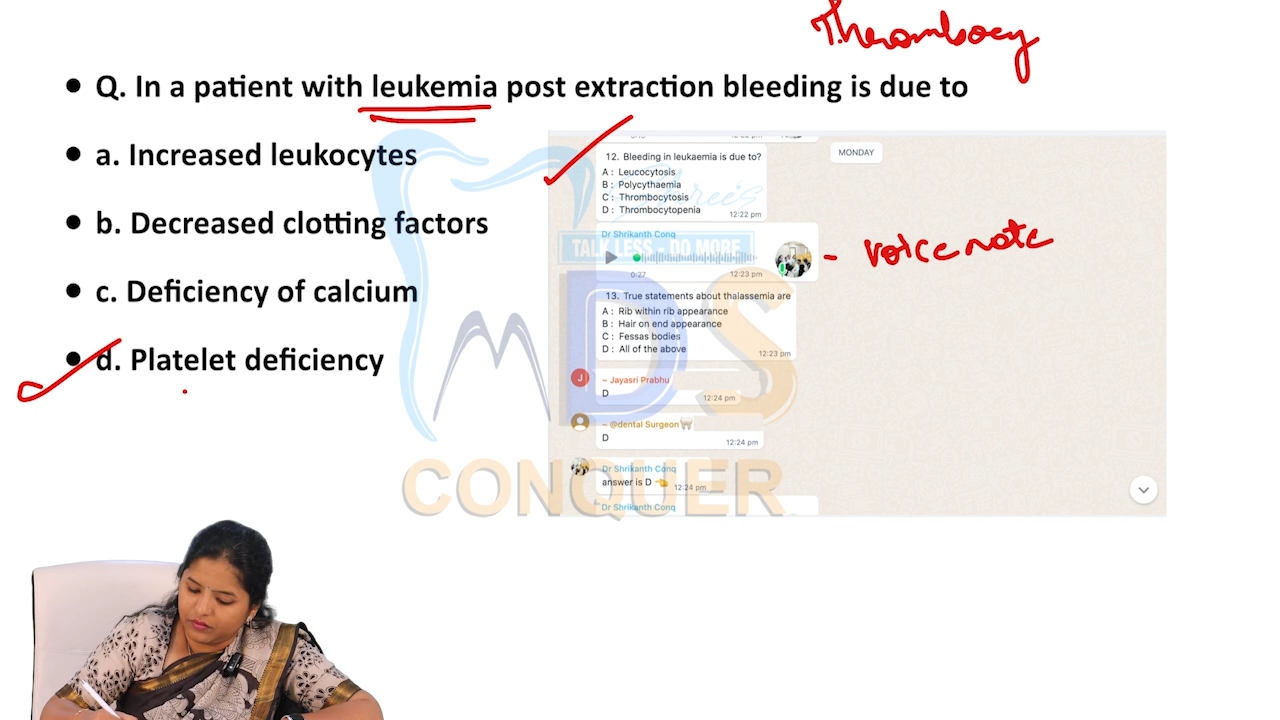 Thrombocy
Q. In a patient with leukemia post extraction bleeding is due to
a. Increased leukocytes
b. Decreased clotting factors
c. Deficiency of calcium
d. Platelet deficiency
MONDAY
12. Bleeding in leukaemia is due to?
A : Leucocytosis
B : Polycythaemia
C : Thrombocytosis
D : Thrombocytopenia
12:22 pm
Dr Shrikanth Conq
0:27
12:23 pm
- voice note
13. True statements about thalassemia are
A : Rib within rib appearance
B : Hair on end appearance
C : Fessas bodies
D : All of the above
12:23 pm
~ Jayasri Prabhu
D
12:24 pm
~ @dental Surgeon🦷
D
12:24 pm
Dr Shrikanth Conq
answer is D 👈
12:24 pm
Dr Shrikanth Conq
J
TALK LESS - DO MORE
MDS
CONQUER